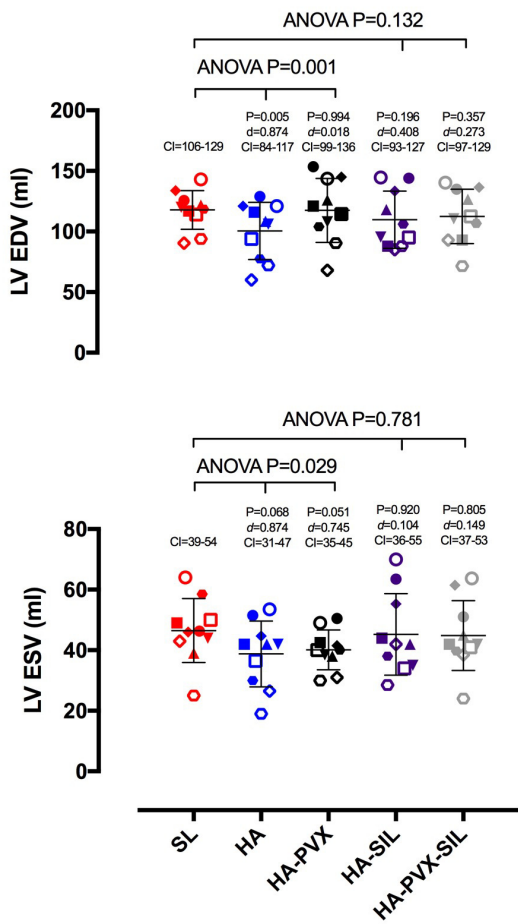 ANOVA P=0.132
ANOVA P=0.001
P=0.005 P=0.994 P=0.196 P=0.357
d=0.874 d=0.018 d=0.408 d=0.273
CI=106-129 CI=84-117 CI=99-136 CI=93-127 CI=97-129
LV EDV (ml)
200
150
100
50
0
ANOVA P=0.781
ANOVA P=0.029
P=0.068 P=0.051 P=0.920 P=0.805
d=0.874 d=0.745 d=0.104 d=0.149
CI=39-54 CI=31-47 CI=35-45 CI=36-55 CI=37-53
LV ESV (ml)
80
60
40
20
0
SL HA HA-PVX HA-SIL HA-PVX-SIL